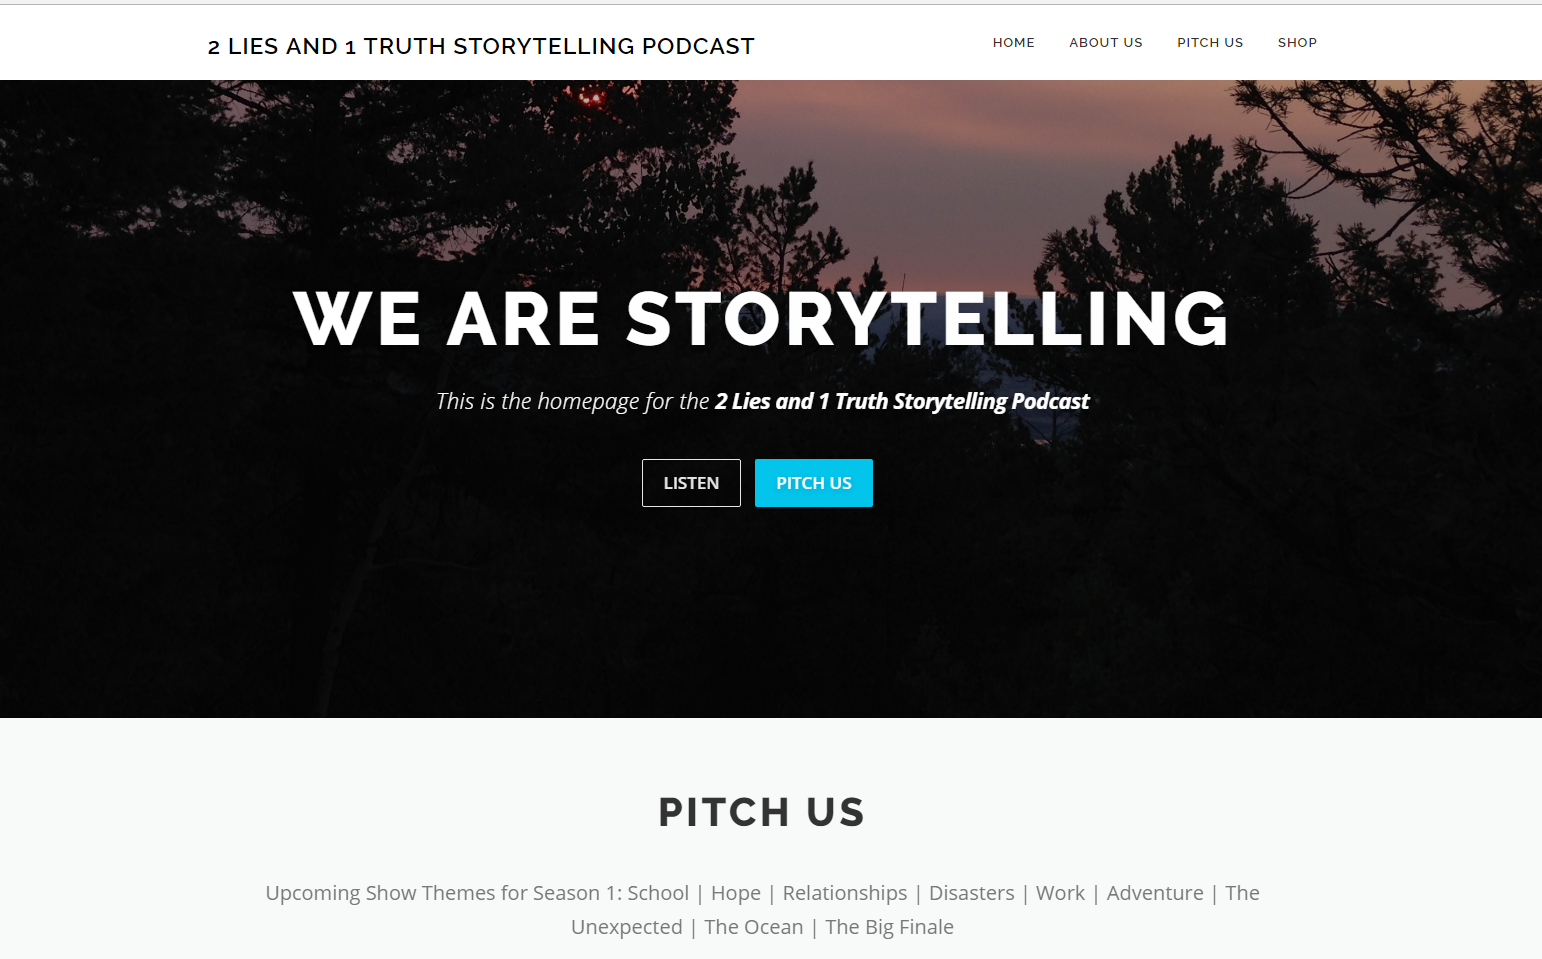 2 LIES AND 1 TRUTH STORYTELLING PODCAST
HOME ABOUT US PITCH US SHOP
WE ARE STORYTELLING
This is the homepage for the 2 Lies and 1 Truth Storytelling Podcast
LISTEN PITCH US
PITCH US
Upcoming Show Themes for Season 1: School | Hope | Relationships | Disasters | Work | Adventure | The
Unexpected | The Ocean | The Big Finale